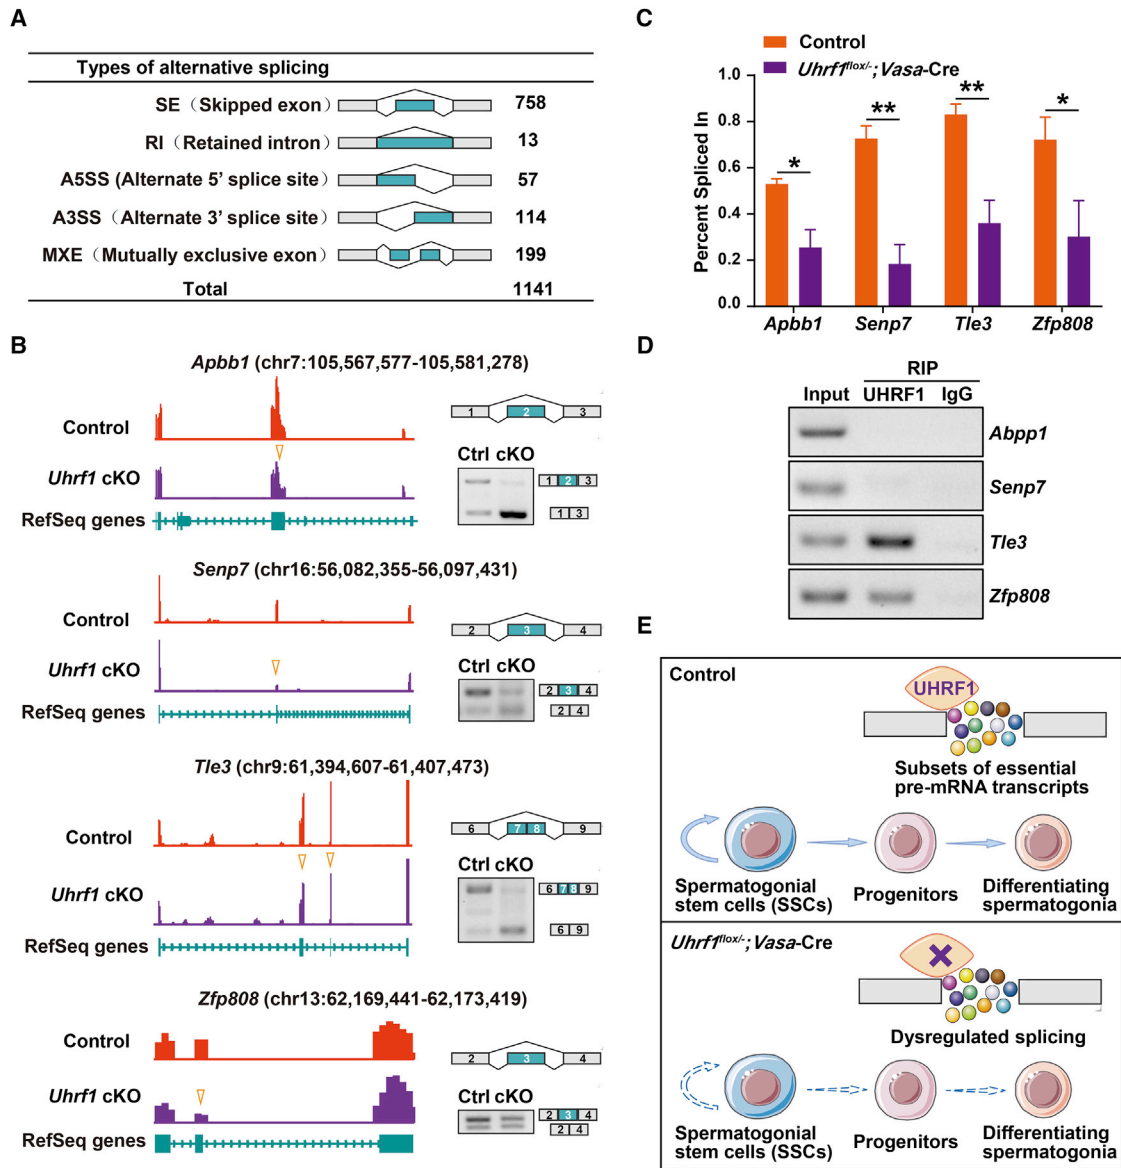 A
Types of alternative splicing
SE（Skipped exon） 758
RI（Retained intron） 13
A5SS (Alternate 5' splice site) 57
A3SS（Alternate 3' splice site) 114
MXE（Mutually exclusive exon） 199
Total 1141
B
Apbb1 (chr7:105,567,577-105,581,278)
Control
Uhrf1 cKO
RefSeq genes
1 2 3
Ctrl cKO
1 2 3
1 3
Senp7 (chr16:56,082,355-56,097,431)
Control
Uhrf1 cKO
RefSeq genes
2 3 4
Ctrl cKO
2 3 4
2 4
Tle3 (chr9:61,394,607-61,407,473)
Control
Uhrf1 cKO
RefSeq genes
6 7 8 9
Ctrl cKO
6 7 8 9
6 9
Zfp808 (chr13:62,169,441-62,173,419)
Control
Uhrf1 cKO
RefSeq genes
2 3 4
Ctrl cKO
2 3 4
2 4
C
Control
Uhrf1flox/-;Vasa-Cre
Percent Spliced In
1.0
0.8
0.6
0.4
0.2
0.0
* ** ** *
Apbb1 Senp7 Tle3 Zfp808
D
RIP
Input UHRF1 IgG
Abpp1
Senp7
Tle3
Zfp808
E
Control
UHRF1
Subsets of essential
pre-mRNA transcripts
Spermatogonial
stem cells (SSCs)
Progenitors
Differentiating
spermatogonia
Uhrf1flox/-;Vasa-Cre
Dysregulated splicing
Spermatogonial
stem cells (SSCs)
Progenitors
Differentiating
spermatogonia